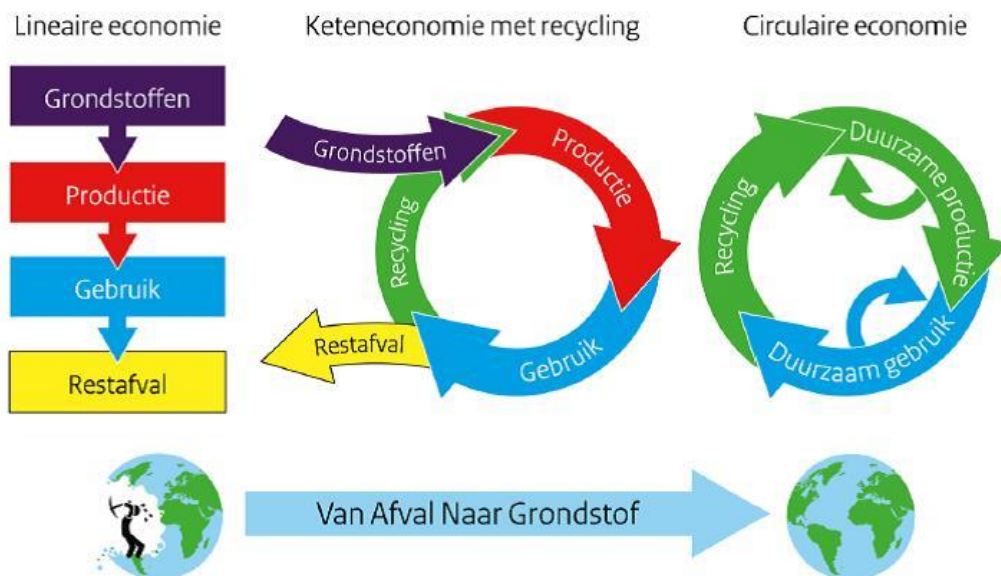 Lineaire economie
Grondstoffen
Productie
Gebruik
Restafval
Keteneconomie met recycling
Grondstoffen
Productie
Gebruik
Recycling
Restafval
Circulaire economie
Duurzame productie
Duurzaam gebruik
Recycling
Van Afval Naar Grondstof